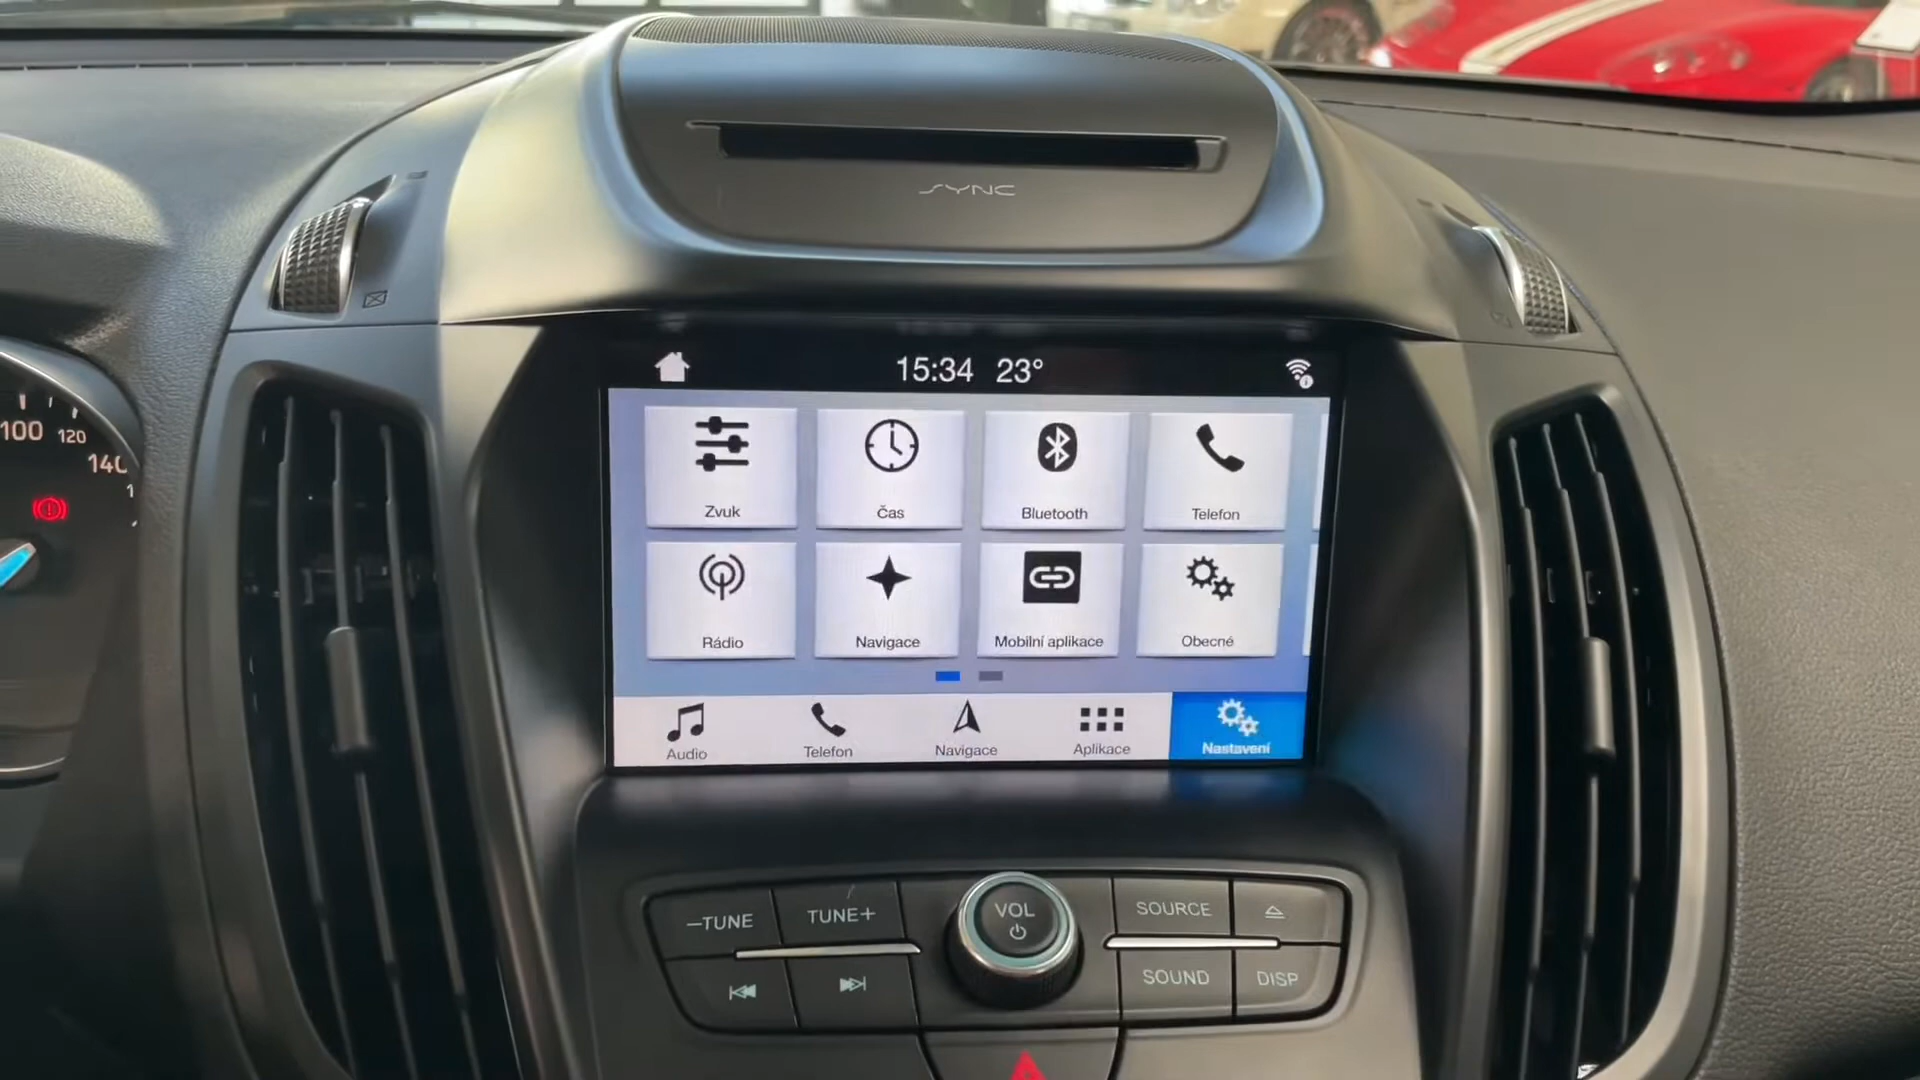 SYNC
15:34 23°
Zvuk
Čas
Bluetooth
Telefon
Rádio
Navigace
Mobilní aplikace
Obecné
Audio
Telefon
Navigace
Aplikace
Nastavení
100
120
140
–TUNE
TUNE+
VOL
SOURCE
SOUND
DISP